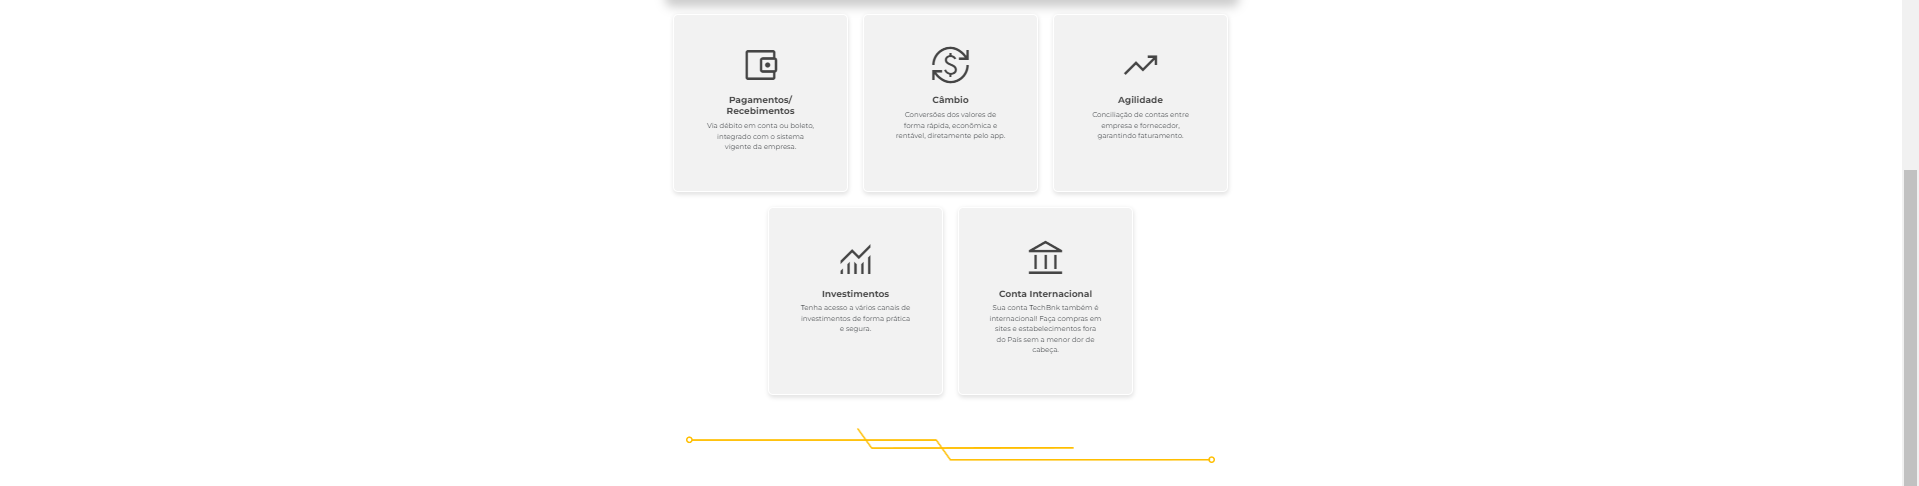 Pagamentos/
Recebimentos
Via débito em conta ou boleto,
integrado com o sistema
vigente da empresa.
Câmbio
Conversões dos valores de
forma rápida, econômica e
rentável, diretamente pelo app.
Agilidade
Conciliação de contas entre
empresa e fornecedor,
garantindo faturamento.
Investimentos
Tenha acesso a vários canais de
investimentos de forma prática
e segura.
Conta Internacional
Sua conta TechBnk também é
internacional! Faça compras em
sites e estabelecimentos fora
do País sem a menor dor de
cabeça.